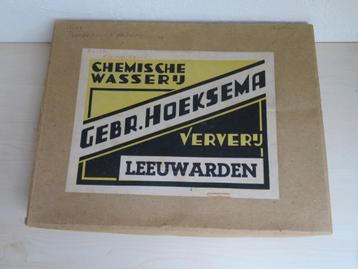 CHEMISCHE
WASSERIJ
GEBR. HOEKSEMA
VERVERIJ
LEEUWARDEN